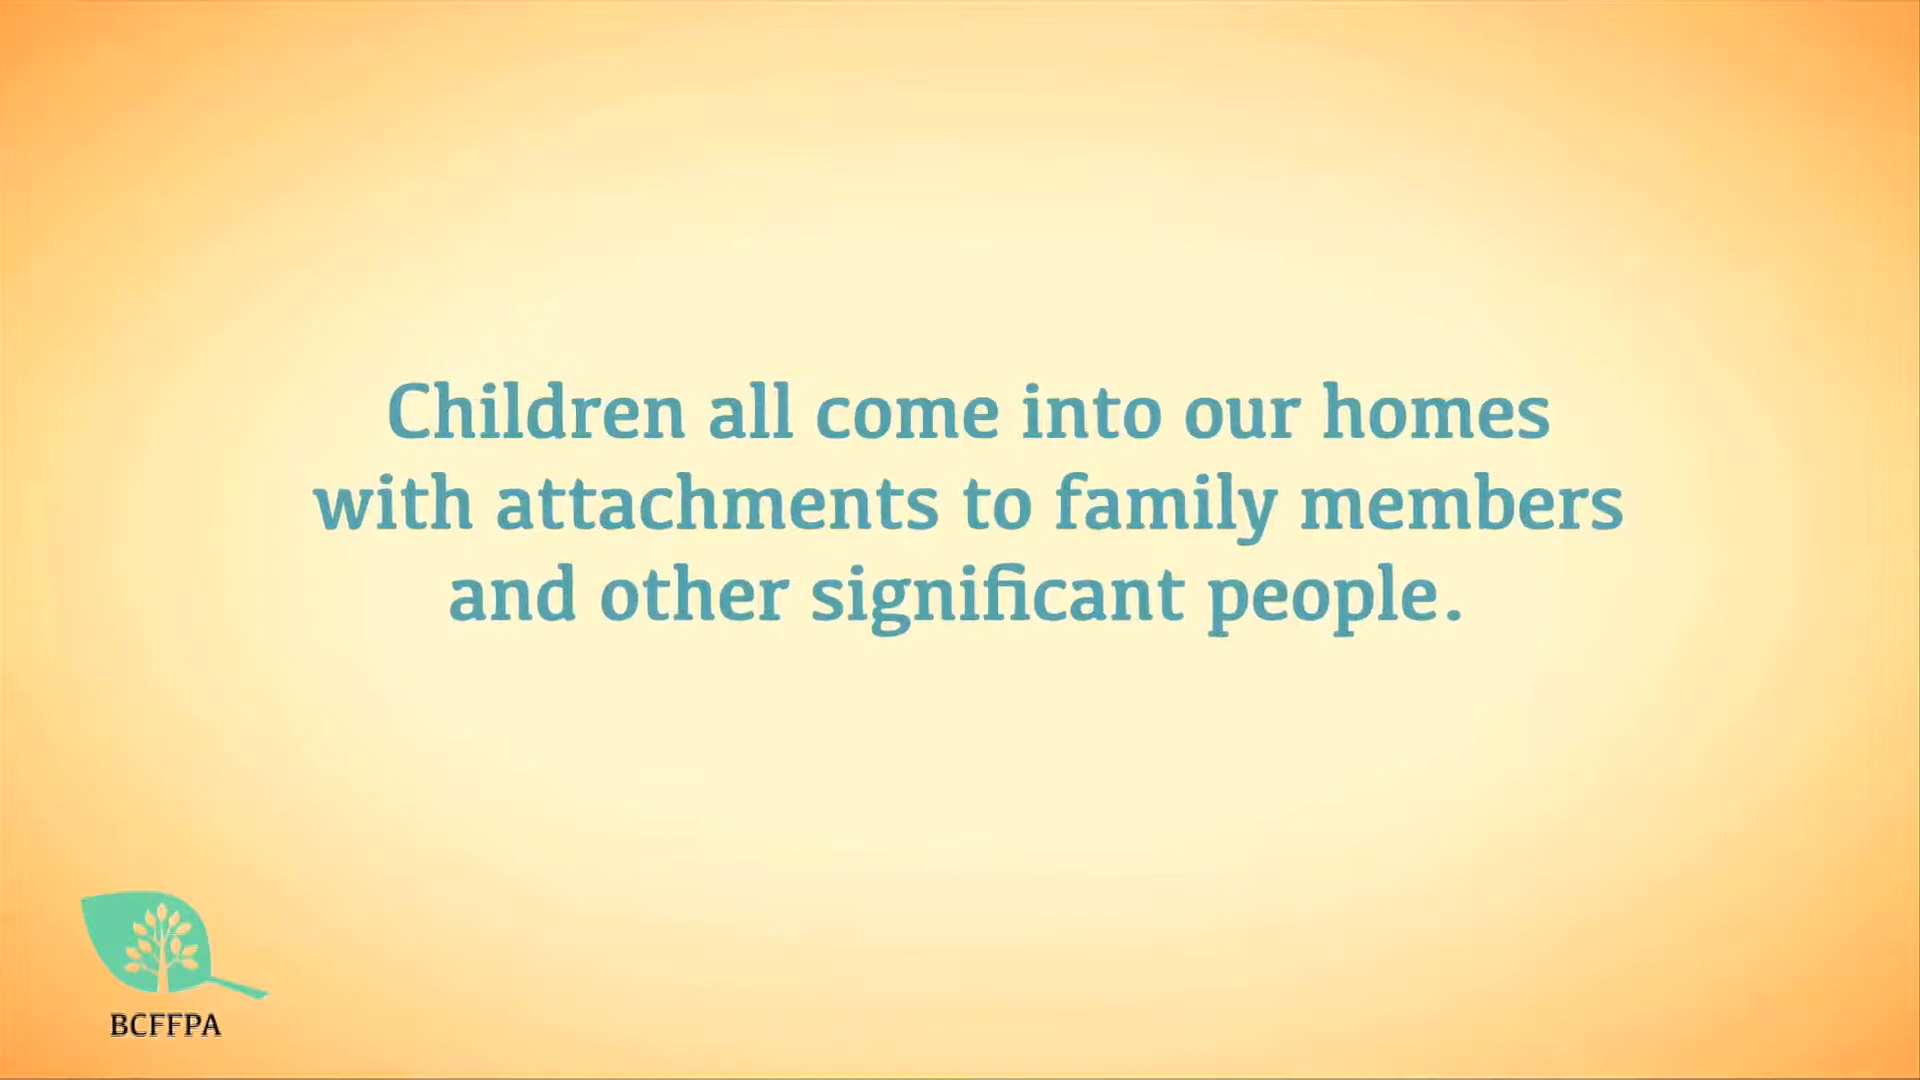 Children all come into our homes
with attachments to family members
and other significant people.
BCFFPA